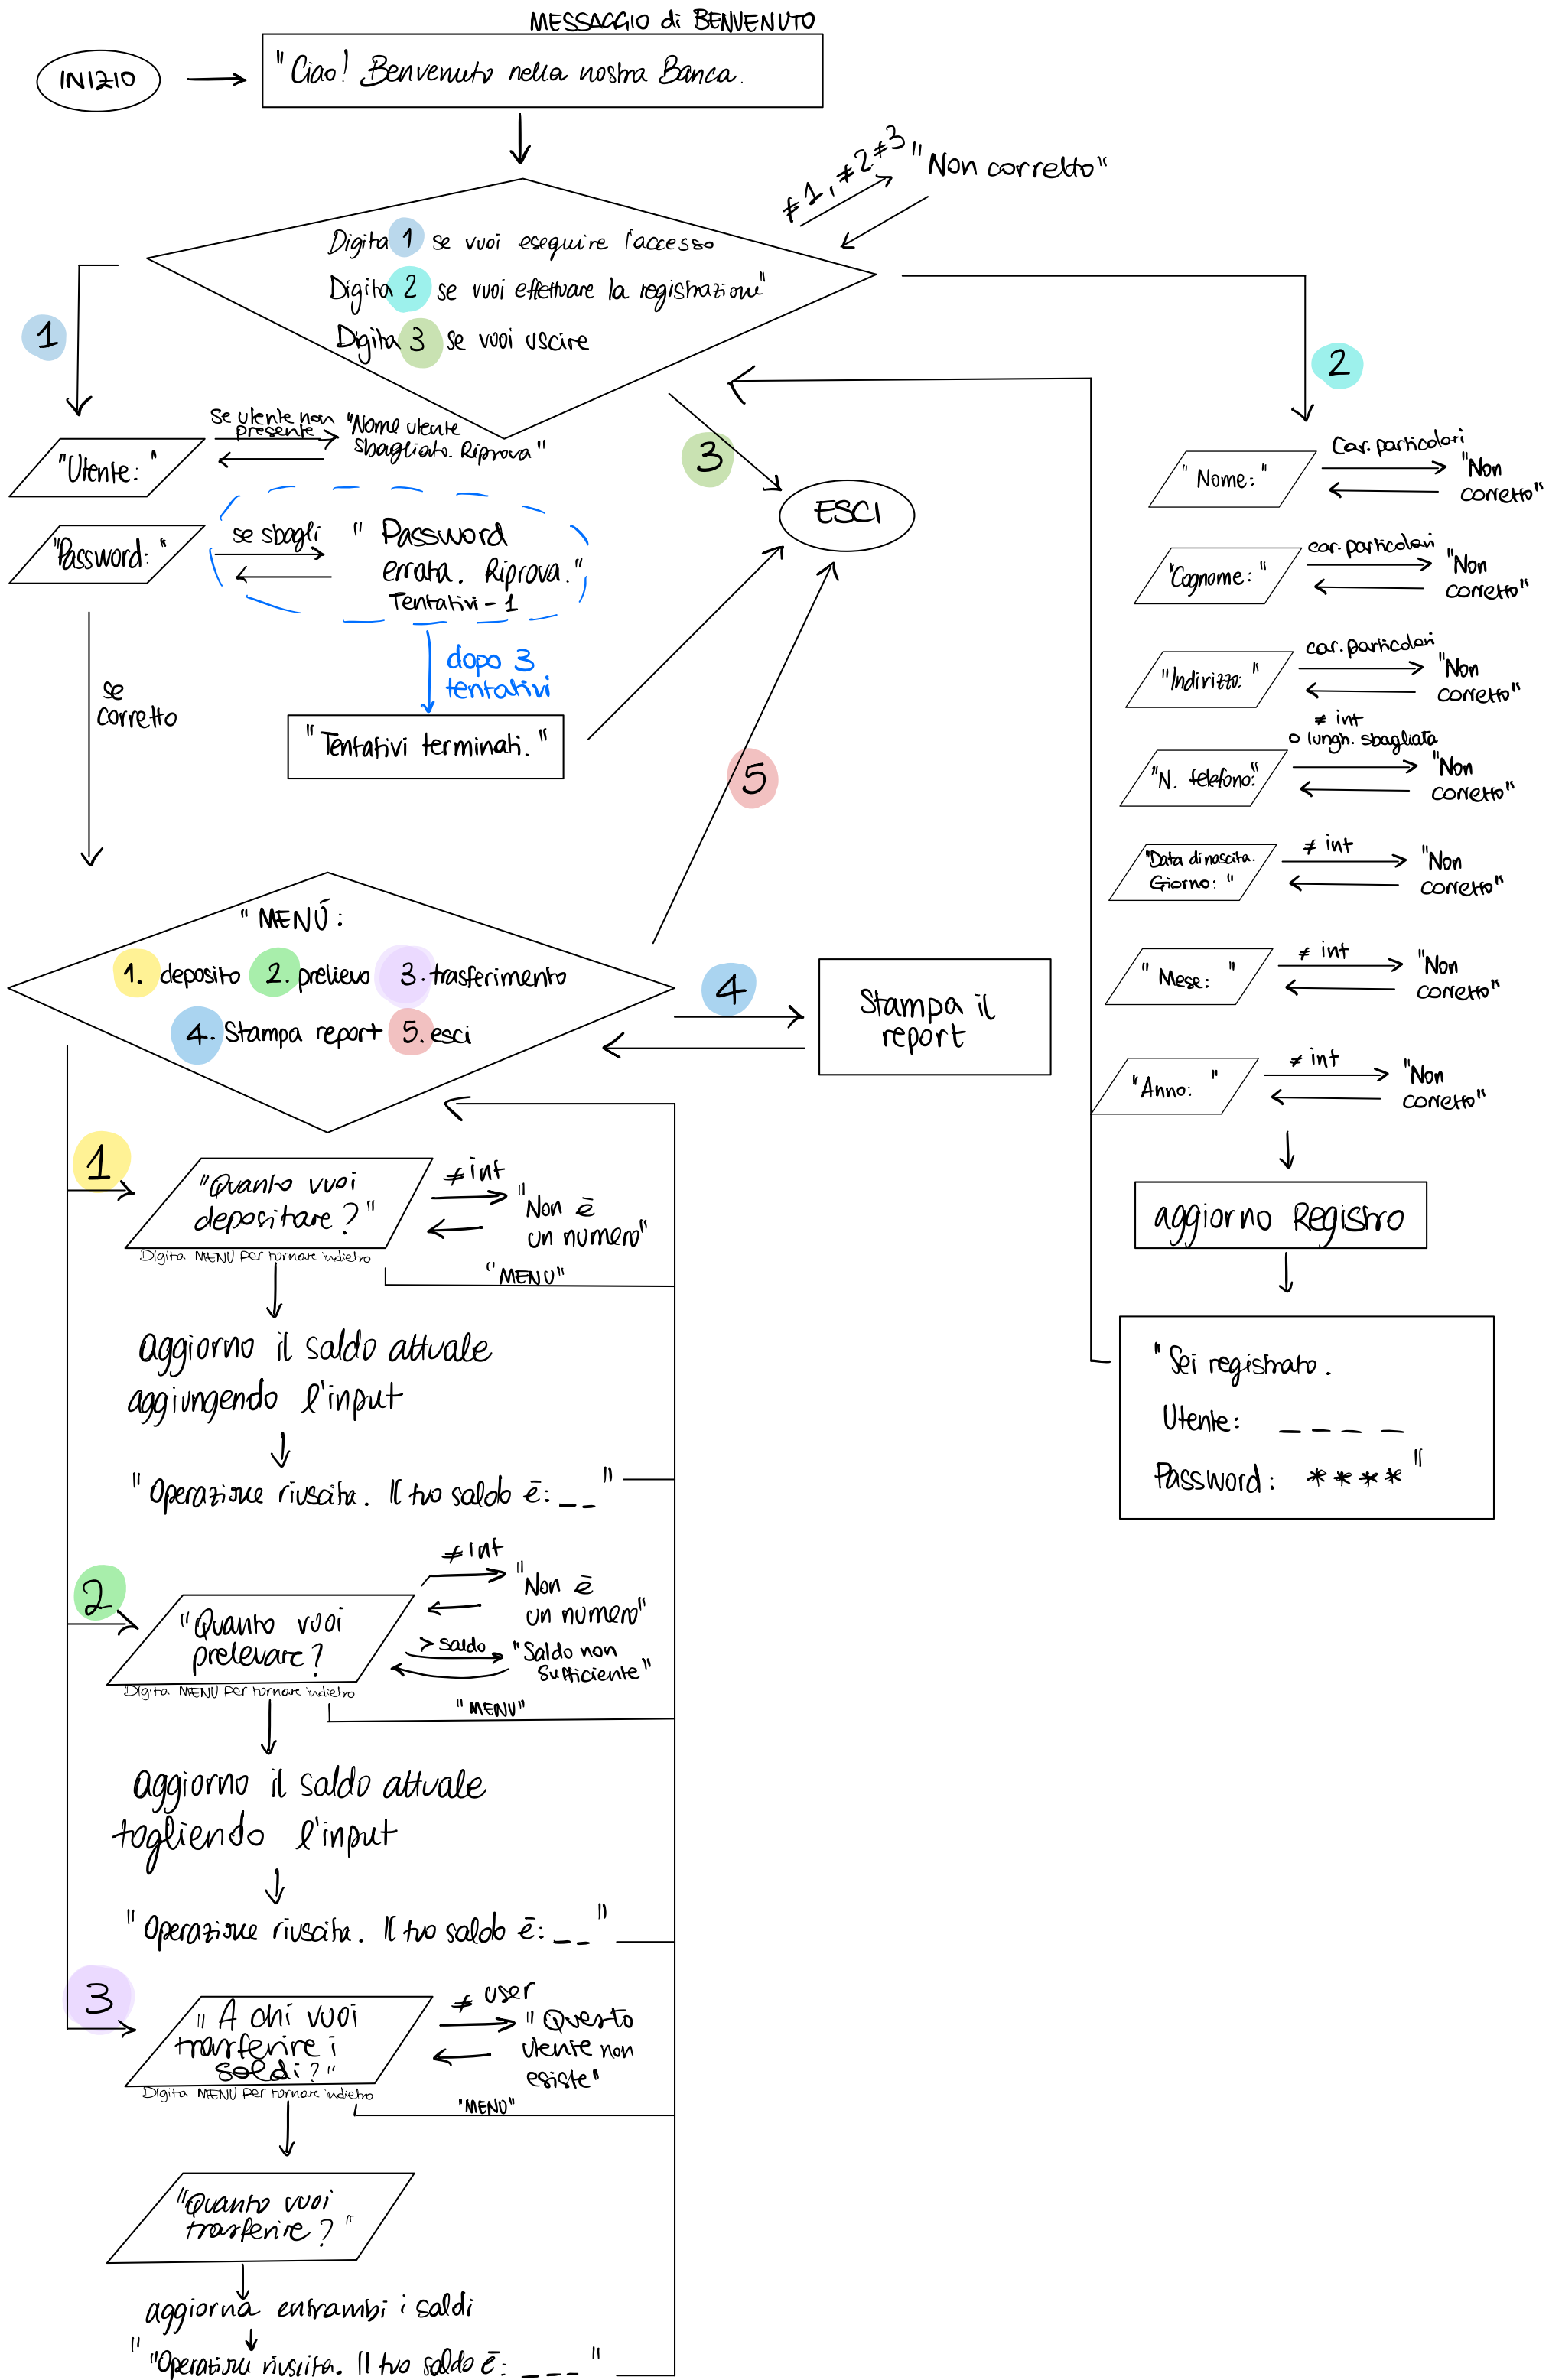 MESSAGGIO di BENVENUTO
INIZIO
"Ciao! Benvenuto nella nostra Banca.
≠1, ≠2 ≠3
"Non corretto"
Digita 1 se vuoi eseguire l'accesso
Digita 2 se vuoi effettuare la registrazione"
Digita 3 se vuoi uscire
1
2
3
ESCI
"Utente: "
se utente non
presente
"Nome utente
sbagliato. Riprova"
"Password: "
se sbagli
" Password
errata. Riprova."
Tentativi - 1
dopo 3
tentativi
"Tentativi terminati. "
se
corretto
5
"Nome: "
Car. particolari
"Non
corretto"
"Cognome: "
car. particolari
"Non
corretto"
"Indirizzo: "
car. particolari
"Non
corretto"
"N. telefono:"
≠ int
o lungh. sbagliata
"Non
corretto"
"Data di nascita.
Giorno: "
≠ int
"Non
corretto"
" Mese: "
≠ int
"Non
corretto"
"Anno: "
≠ int
"Non
corretto"
aggiorno Registro
"Sei registrato.
Utente: _ _ _ _
Password: * * * * "
"MENÚ:
1. deposito 2. prelievo 3. trasferimento
4. Stampa report 5. esci
4
Stampa il
report
1
"Quanto vuoi
depositare?"
Digita MENU per tornare indietro
≠ int
"Non è
un numero"
"MENU"
aggiorno il saldo attuale
aggiungendo l'input
"Operazione riuscita. Il tuo saldo è: _ _ "
2
"Quanto vuoi
prelevare?
Digita MENU per tornare indietro
≠ int
"Non è
un numero"
> saldo
"Saldo non
sufficiente"
"MENU"
aggiorno il saldo attuale
togliendo l'input
"Operazione riuscita. Il tuo saldo è: _ _ "
3
"A chi vuoi
trasferire i
soldi?"
Digita MENU per tornare indietro
≠ user
"Questo
utente non
esiste"
"MENU"
"Quanto vuoi
trasferire? "
aggiorna entrambi i saldi
" "Operazione riuscita. Il tuo saldo è: _ _ _ "